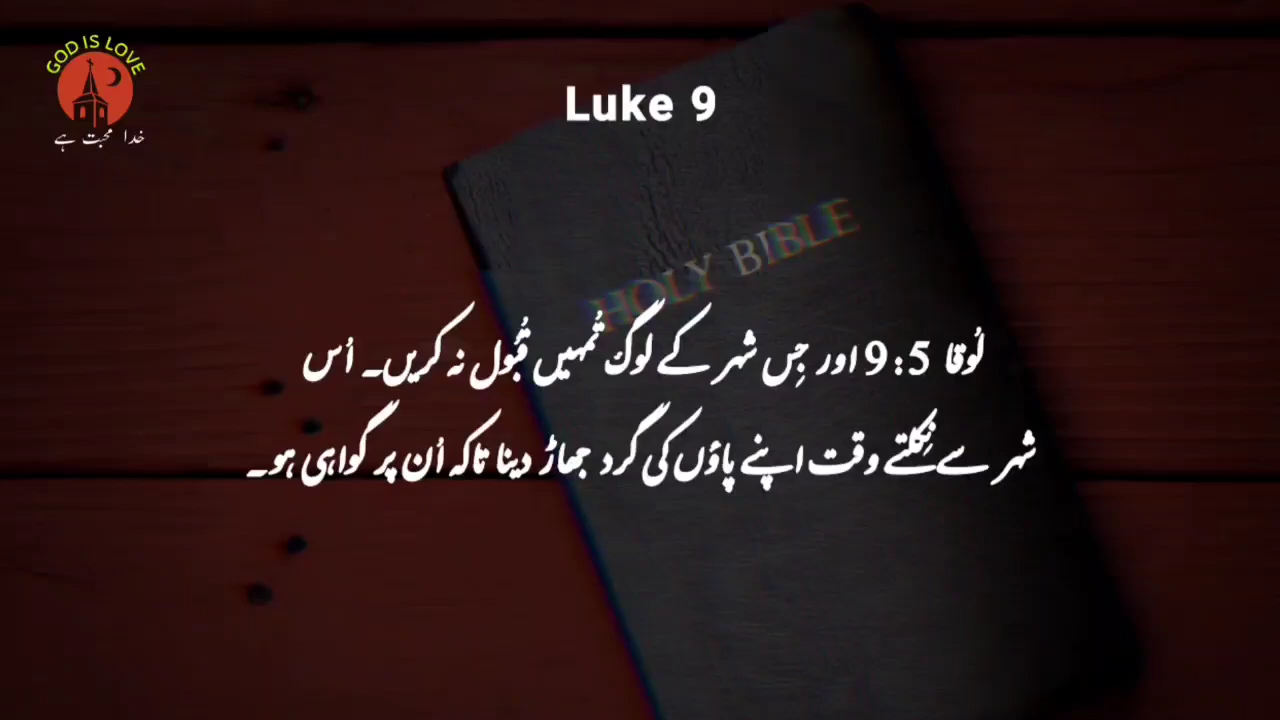 GOD IS LOVE
خدا محبت ہے
Luke 9
HOLY BIBLE
لُوقا 9:5 اور جِس شہر کے لوگ تُمہیں قبُول نہ کریں۔ اُس
شہر سے نِکلتے وقت اپنے پاؤں کی گرد جھاڑ دینا تاکہ اُن پر گواہی ہو۔